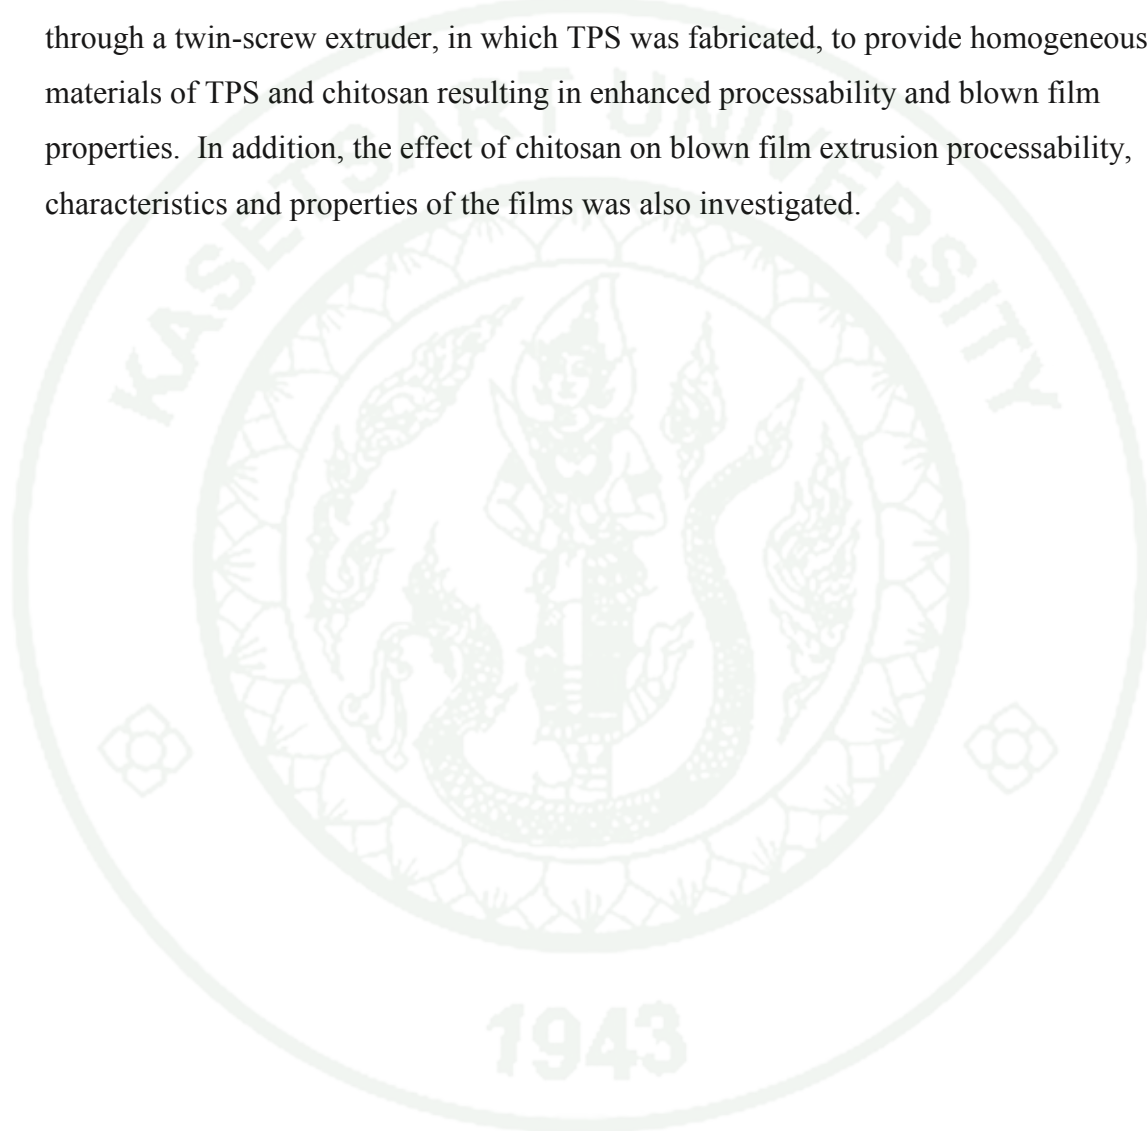 through a twin-screw extruder, in which TPS was fabricated, to provide homogeneous
materials of TPS and chitosan resulting in enhanced processability and blown film
properties.  In addition, the effect of chitosan on blown film extrusion processability,
characteristics and properties of the films was also investigated.
KASETSART UNIVERSITY
1943